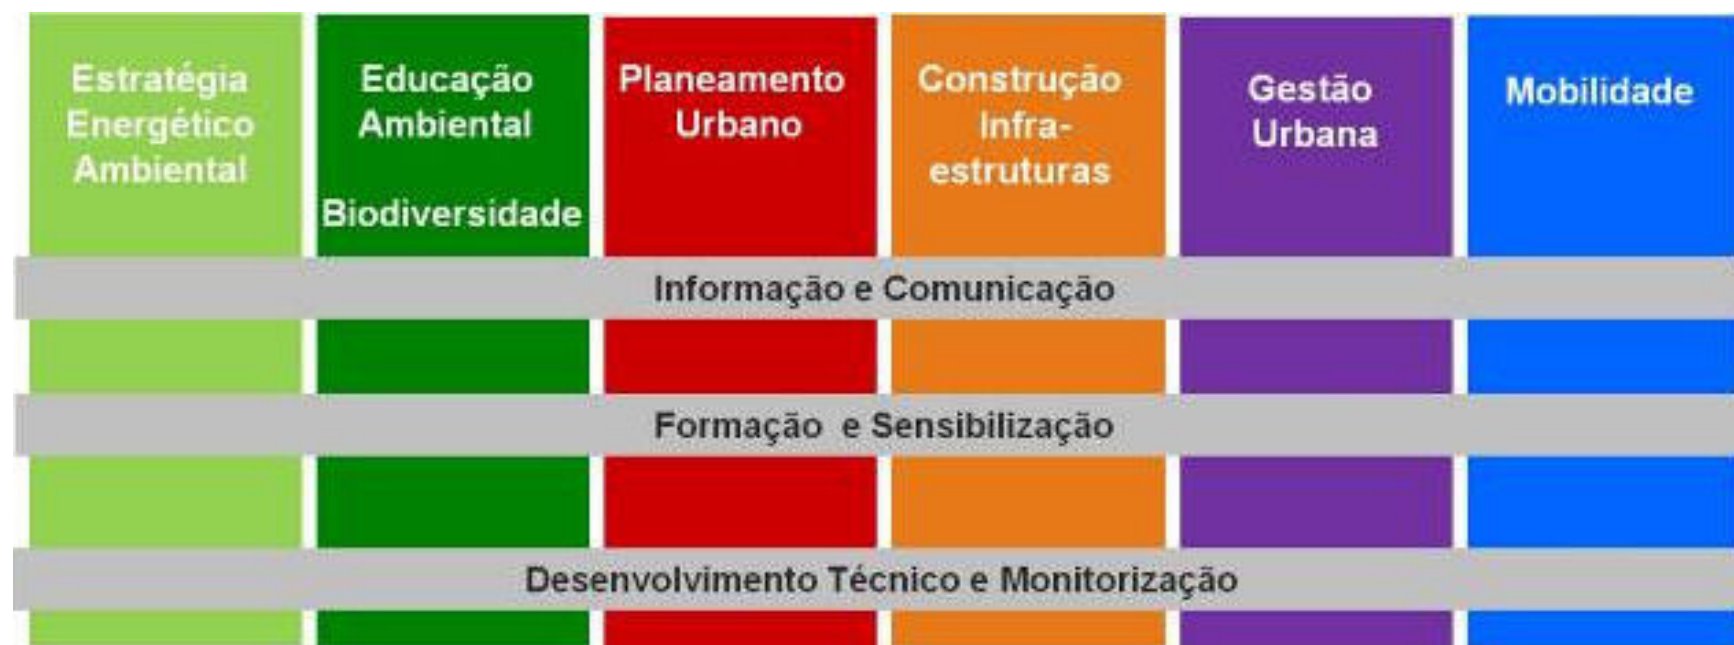 Estratégia
Energético
Ambiental
Educação
Ambiental
Biodiversidade
Planeamento
Urbano
Construção
Infra-
estruturas
Gestão
Urbana
Mobilidade
Informação e Comunicação
Formação e Sensibilização
Desenvolvimento Técnico e Monitorização